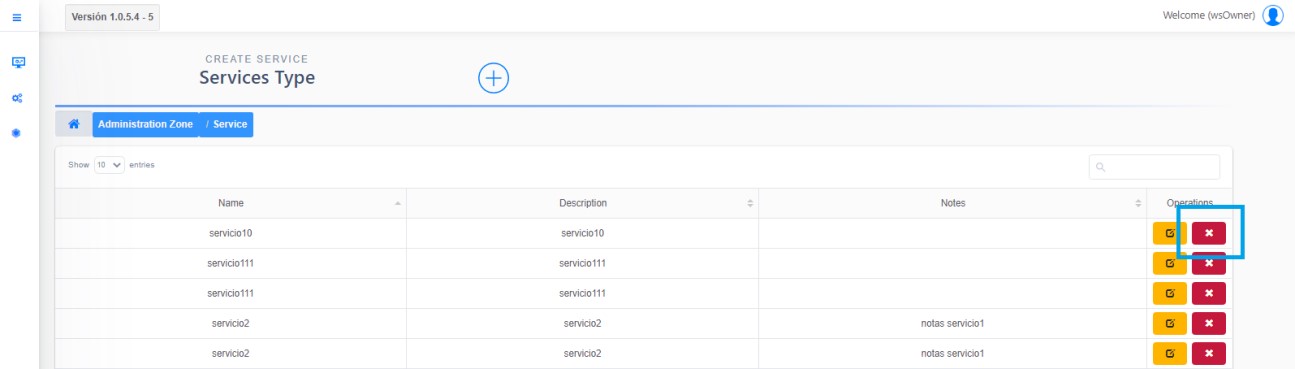 Versión 1.0.5.4 - 5
Welcome (wsOwner)
CREATE SERVICE
Services Type
Administration Zone / Service
Show 10 entries
Name Description Notes Operations
servicio10 servicio10
servicio111 servicio111
servicio111 servicio111
servicio2 servicio2 notas servicio1
servicio2 servicio2 notas servicio1